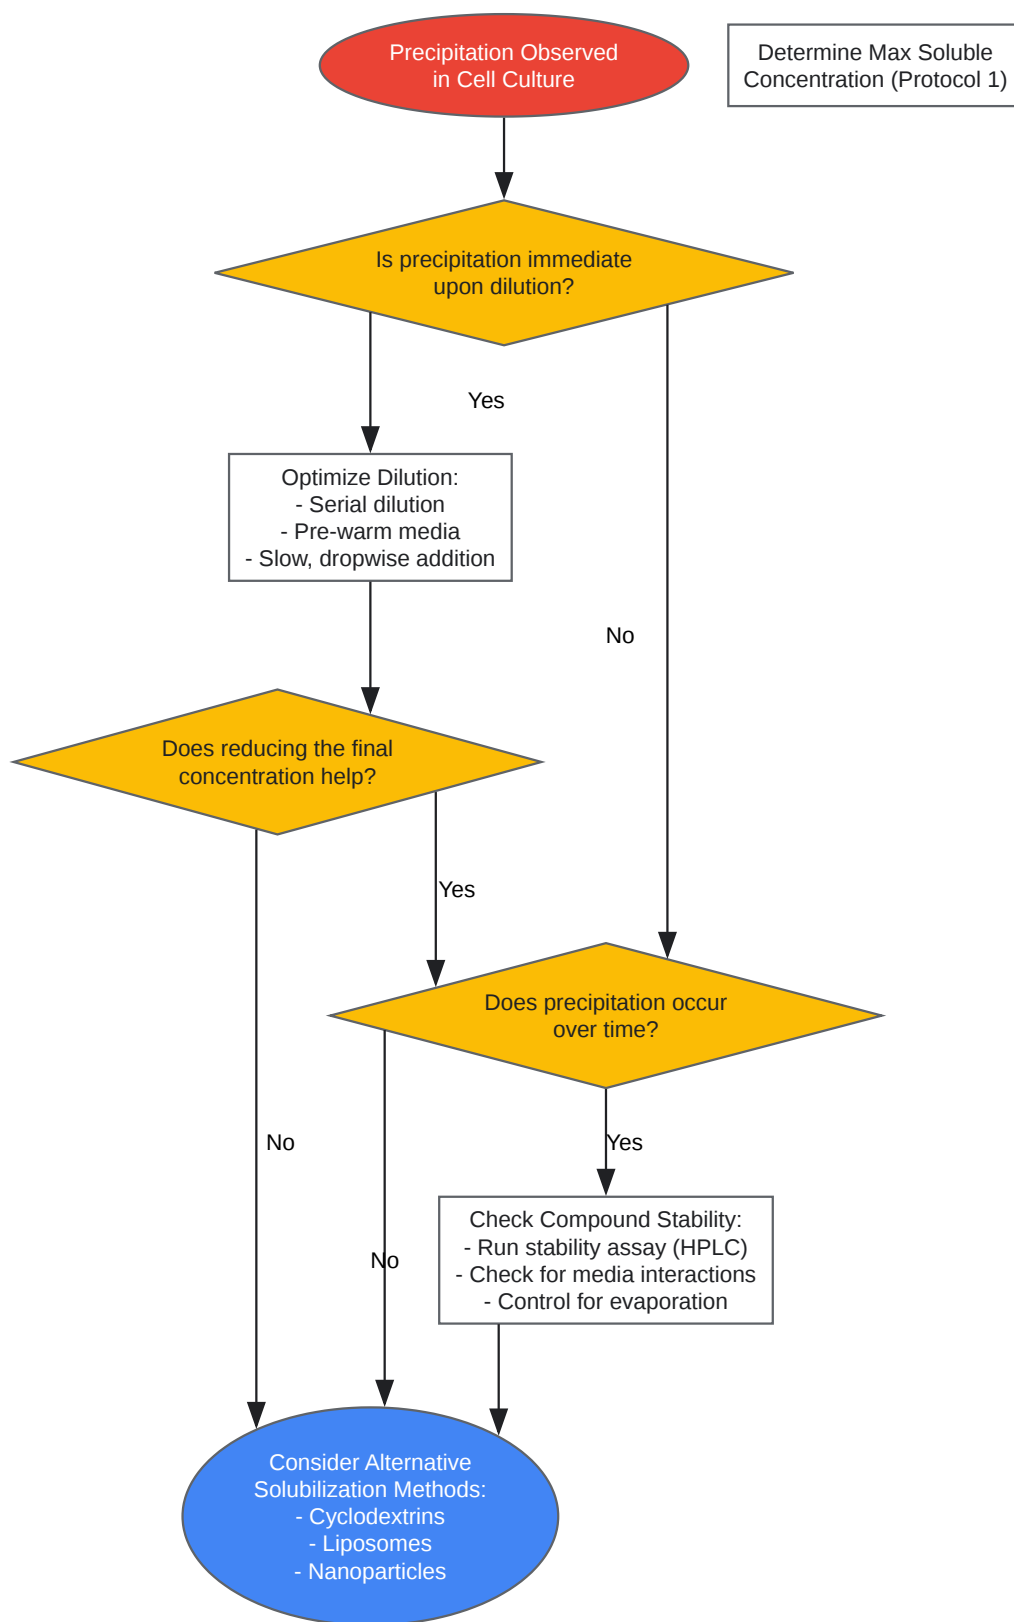 Precipitation Observed
in Cell Culture
Determine Max Soluble
Concentration (Protocol 1)
Is precipitation immediate
upon dilution?
Yes
Optimize Dilution:
- Serial dilution
- Pre-warm media
- Slow, dropwise addition
No
Does reducing the final
concentration help?
Yes
Does precipitation occur
over time?
No
Yes
Check Compound Stability:
- Run stability assay (HPLC)
- Check for media interactions
- Control for evaporation
No
Consider Alternative
Solubilization Methods:
- Cyclodextrins
- Liposomes
- Nanoparticles